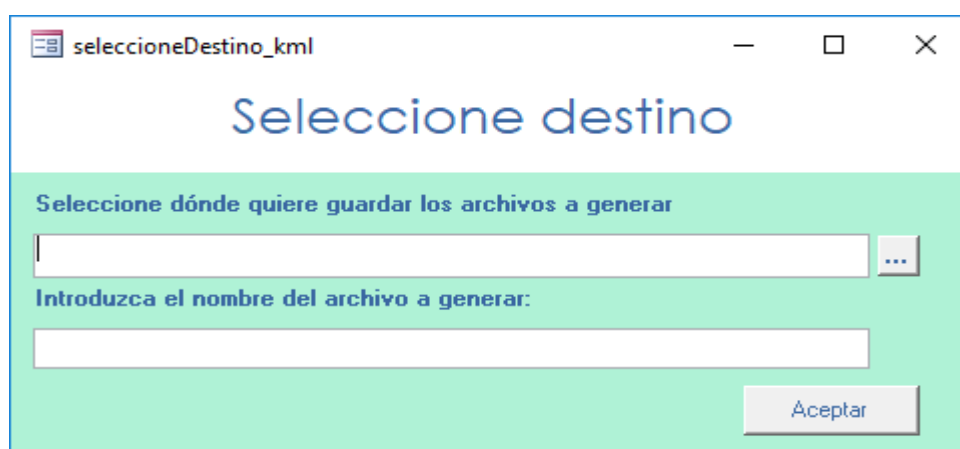 seleccioneDestino_kml
Seleccione destino
Seleccione dónde quiere guardar los archivos a generar
...
Introduzca el nombre del archivo a generar:
Aceptar